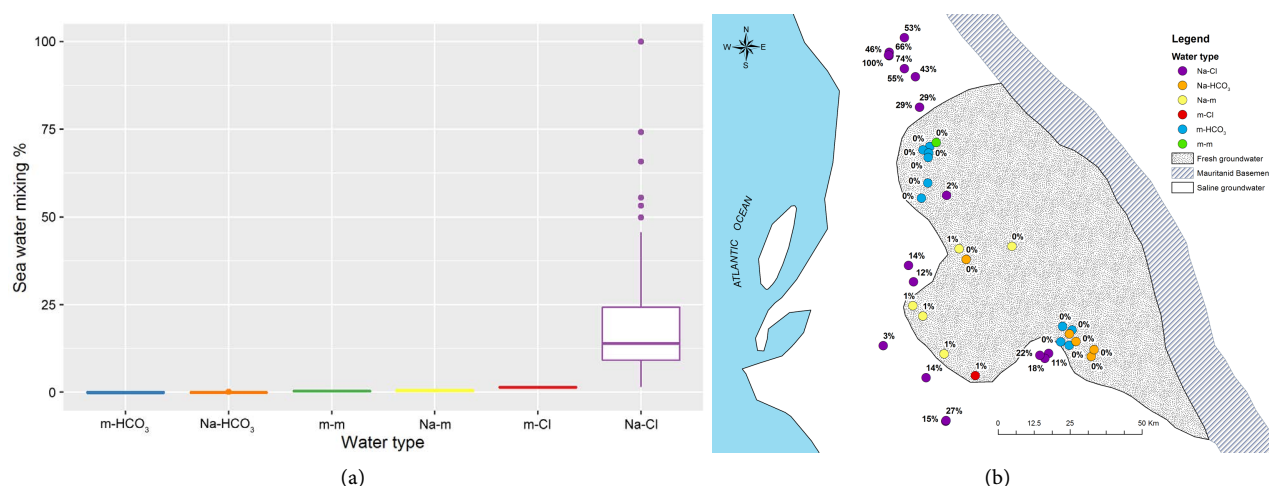 100
75
50
25
0
Sea water mixing %
m-HCO₃
Na-HCO₃
m-m
Na-m
m-Cl
Na-Cl
Water type
(a)
N
W E
S
ATLANTIC OCEAN
53%
46% 66%
100% 74%
55% 43%
29%
29%
0% 0%
0% 0%
0%
0%
0% 2%
1% 0% 0%
0%
14%
12%
1%
1%
3%
1%
14%
1%
22%
18% 11%
0% 0%
0% 0%
0% 0%
0%
15% 27%
0 12.5 25 50 Km
Legend
Water type
Na-Cl
Na-HCO₃
Na-m
m-Cl
m-HCO₃
m-m
Fresh groundwater
Mauritanid Basemen
Saline groundwater
(b)